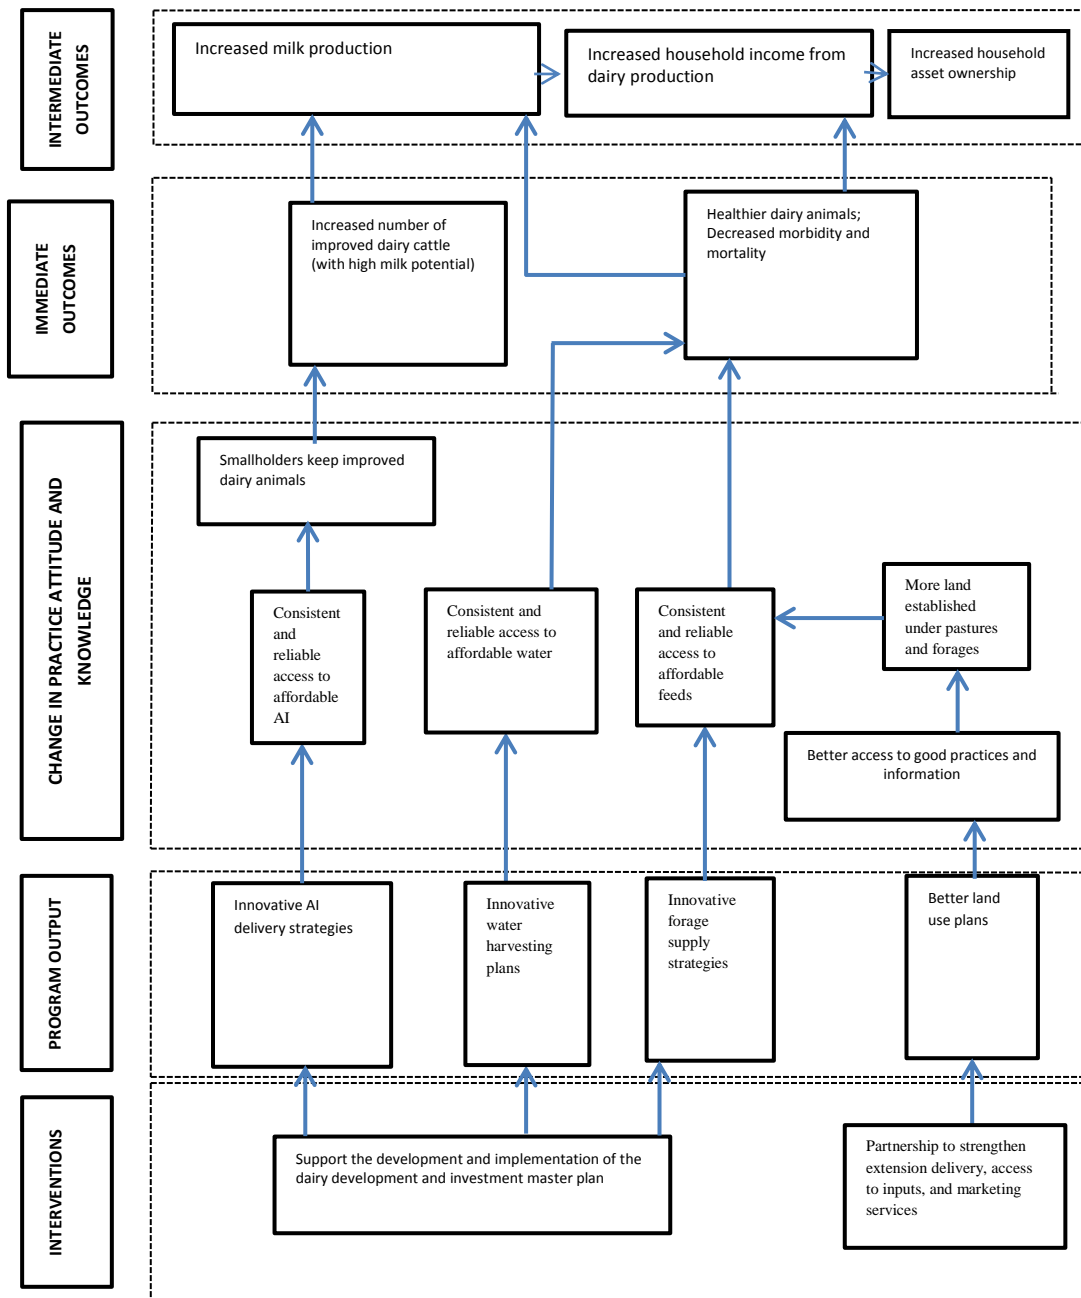 INTERMEDIATE
OUTCOMES
Increased milk production
Increased household income from
dairy production
Increased household
asset ownership
IMMEDIATE
OUTCOMES
Increased number of
improved dairy cattle
(with high milk potential)
Healthier dairy animals;
Decreased morbidity and
mortality
CHANGE IN PRACTICE ATTITUDE AND
KNOWLEDGE
Smallholders keep improved
dairy animals
Consistent
and
reliable
access to
affordable
AI
Consistent and
reliable access to
affordable water
Consistent
and reliable
access to
affordable
feeds
More land
established
under pastures
and forages
Better access to good practices and
information
PROGRAM OUTPUT
Innovative AI
delivery strategies
Innovative
water
harvesting
plans
Innovative
forage
supply
strategies
Better land
use plans
INTERVENTIONS
Support the development and implementation of the
dairy development and investment master plan
Partnership to strengthen
extension delivery, access
to inputs, and marketing
services